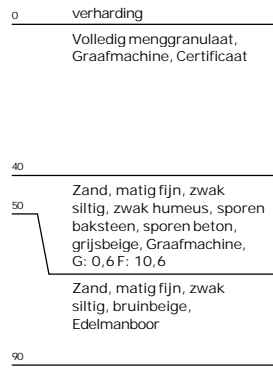 0
verharding
Volledig menggranulaat,
Graafmachine, Certificaat
40
Zand, matig fijn, zwak
siltig, zwak humeus, sporen
baksteen, sporen beton,
grijsbeige, Graafmachine,
G: 0,6 F: 10,6
50
Zand, matig fijn, zwak
siltig, bruinbeige,
Edelmanboor
90